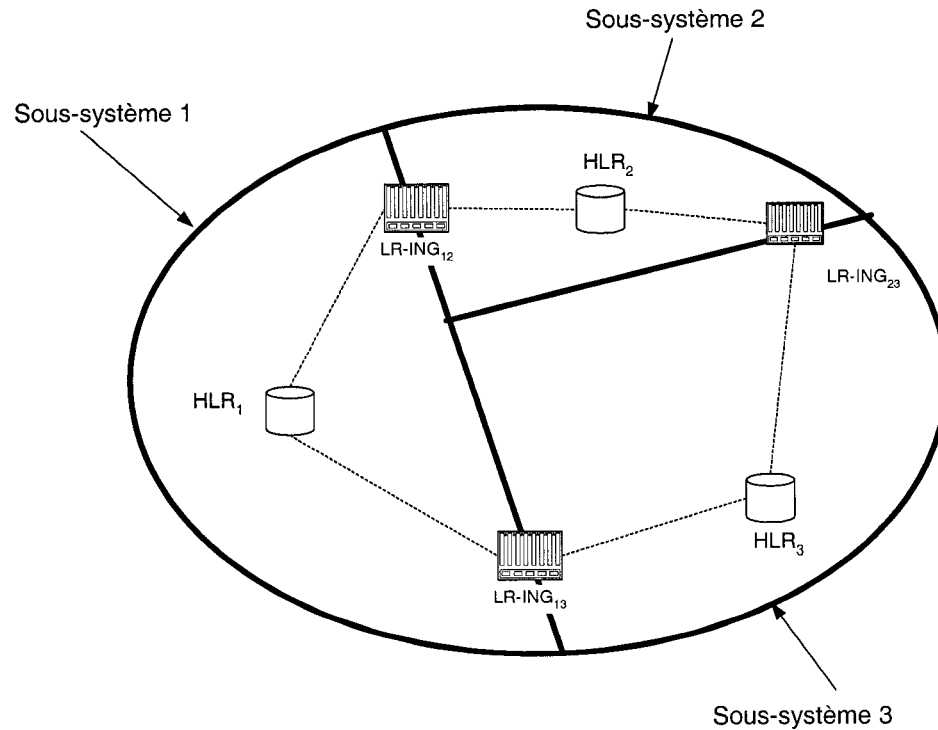 Sous-système 2
Sous-système 1
HLR₂
LR-ING₁₂
LR-ING₂₃
HLR₁
HLR₃
LR-ING₁₃
Sous-système 3